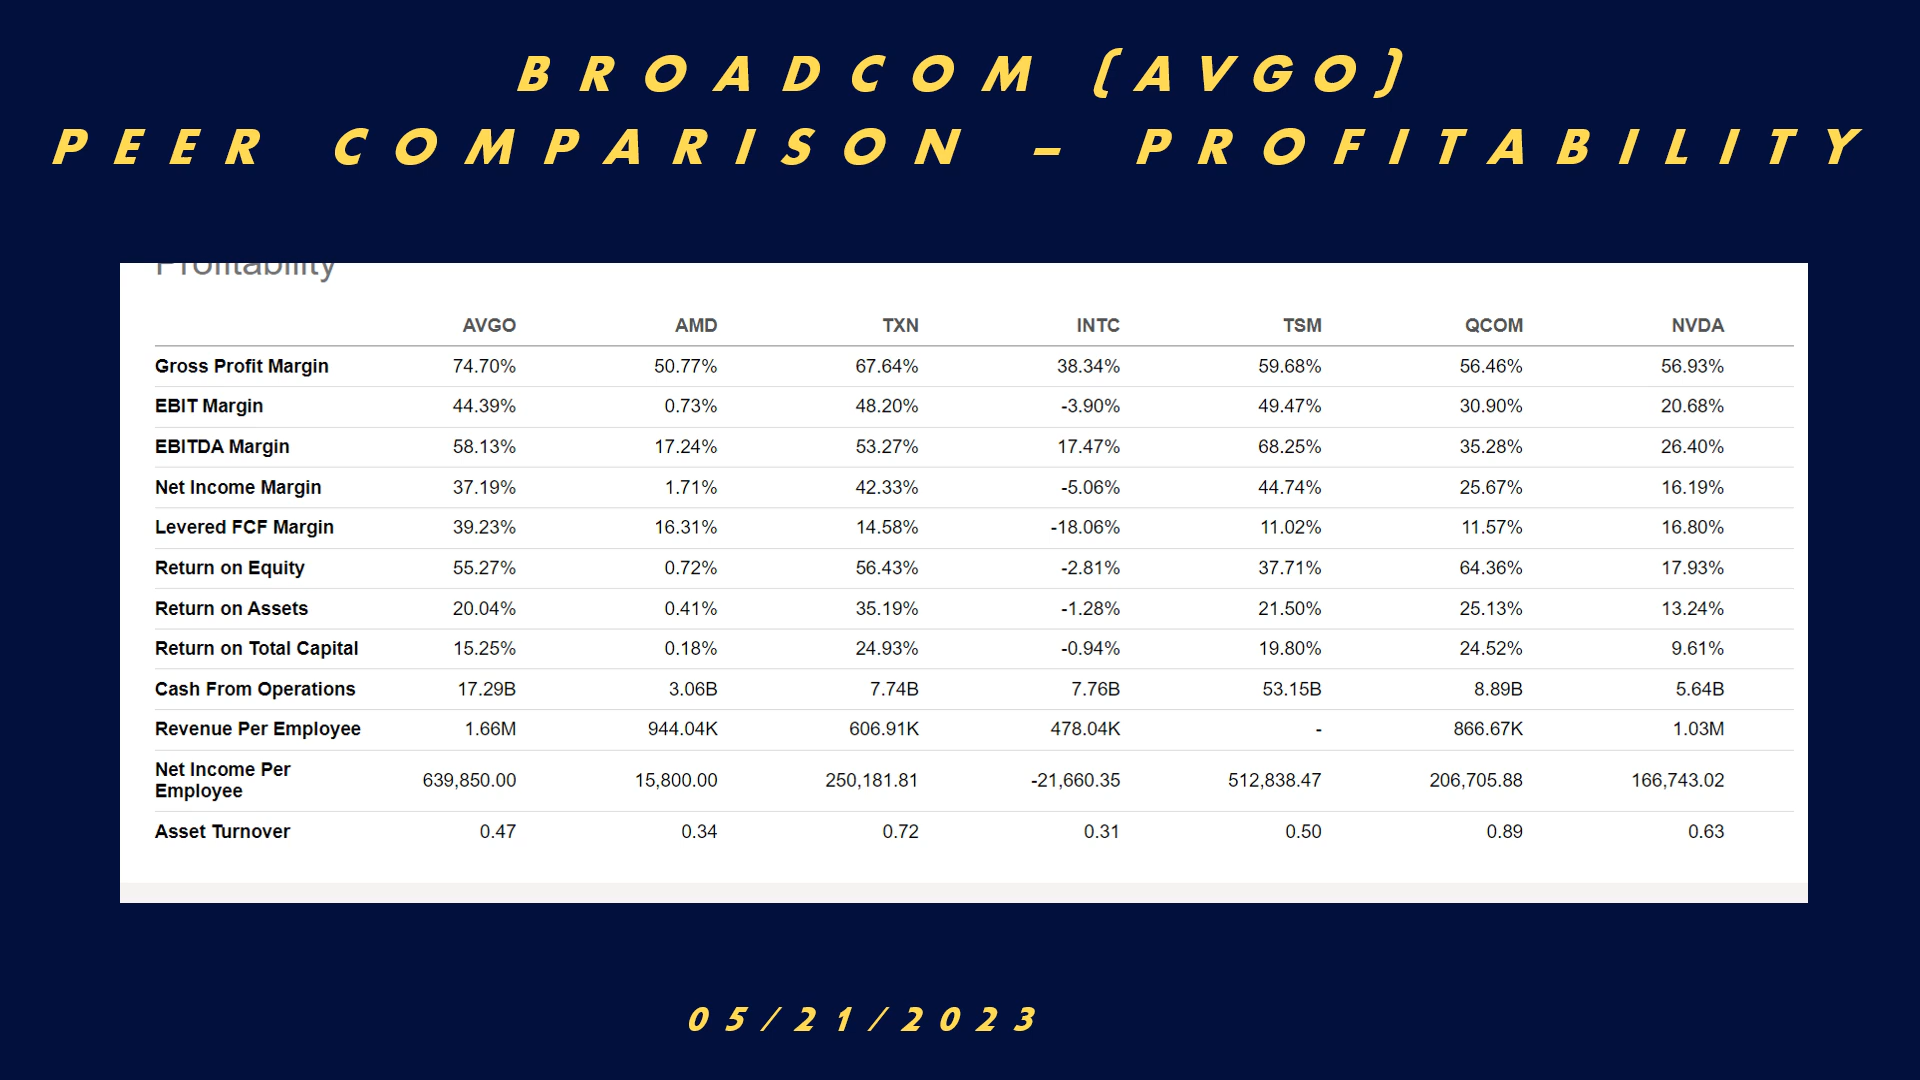 BROADCOM (AVGO)
PEER COMPARISON – PROFITABILITY
Profitability
AVGO AMD TXN INTC TSM QCOM NVDA
Gross Profit Margin 74.70% 50.77% 67.64% 38.34% 59.68% 56.46% 56.93%
EBIT Margin 44.39% 0.73% 48.20% -3.90% 49.47% 30.90% 20.68%
EBITDA Margin 58.13% 17.24% 53.27% 17.47% 68.25% 35.28% 26.40%
Net Income Margin 37.19% 1.71% 42.33% -5.06% 44.74% 25.67% 16.19%
Levered FCF Margin 39.23% 16.31% 14.58% -18.06% 11.02% 11.57% 16.80%
Return on Equity 55.27% 0.72% 56.43% -2.81% 37.71% 64.36% 17.93%
Return on Assets 20.04% 0.41% 35.19% -1.28% 21.50% 25.13% 13.24%
Return on Total Capital 15.25% 0.18% 24.93% -0.94% 19.80% 24.52% 9.61%
Cash From Operations 17.29B 3.06B 7.74B 7.76B 53.15B 8.89B 5.64B
Revenue Per Employee 1.66M 944.04K 606.91K 478.04K - 866.67K 1.03M
Net Income Per
Employee 639,850.00 15,800.00 250,181.81 -21,660.35 512,838.47 206,705.88 166,743.02
Asset Turnover 0.47 0.34 0.72 0.31 0.50 0.89 0.63
05/21/2023